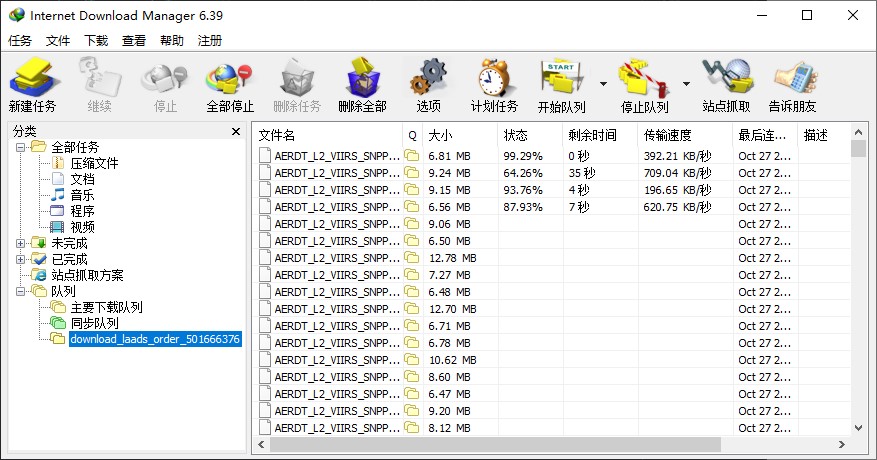 Internet Download Manager 6.39
任务 文件 下载 查看 帮助 注册
START
新建任务 继续 停止 全部停止 删除任务 删除全部 选项 计划任务 开始队列 停止队列 站点抓取 告诉朋友
分类
全部任务
压缩文件
文档
音乐
程序
视频
未完成
已完成
站点抓取方案
队列
主要下载队列
同步队列
download_laads_order_501666376
文件名 Q 大小 状态 剩余时间 传输速度 最后连... 描述
AERDT_L2_VIIRS_SNPP... 6.81 MB 99.29% 0 秒 392.21 KB/秒 Oct 27 2...
AERDT_L2_VIIRS_SNPP... 9.24 MB 64.26% 35 秒 709.04 KB/秒 Oct 27 2...
AERDT_L2_VIIRS_SNPP... 9.15 MB 93.76% 4 秒 196.65 KB/秒 Oct 27 2...
AERDT_L2_VIIRS_SNPP... 6.56 MB 87.93% 7 秒 620.75 KB/秒 Oct 27 2...
AERDT_L2_VIIRS_SNPP... 9.06 MB Oct 27 2...
AERDT_L2_VIIRS_SNPP... 6.50 MB Oct 27 2...
AERDT_L2_VIIRS_SNPP... 12.78 MB Oct 27 2...
AERDT_L2_VIIRS_SNPP... 7.27 MB Oct 27 2...
AERDT_L2_VIIRS_SNPP... 6.48 MB Oct 27 2...
AERDT_L2_VIIRS_SNPP... 12.70 MB Oct 27 2...
AERDT_L2_VIIRS_SNPP... 6.71 MB Oct 27 2...
AERDT_L2_VIIRS_SNPP... 6.78 MB Oct 27 2...
AERDT_L2_VIIRS_SNPP... 10.62 MB Oct 27 2...
AERDT_L2_VIIRS_SNPP... 8.60 MB Oct 27 2...
AERDT_L2_VIIRS_SNPP... 6.47 MB Oct 27 2...
AERDT_L2_VIIRS_SNPP... 9.20 MB Oct 27 2...
AERDT_L2_VIIRS_SNPP... 8.12 MB Oct 27 2...